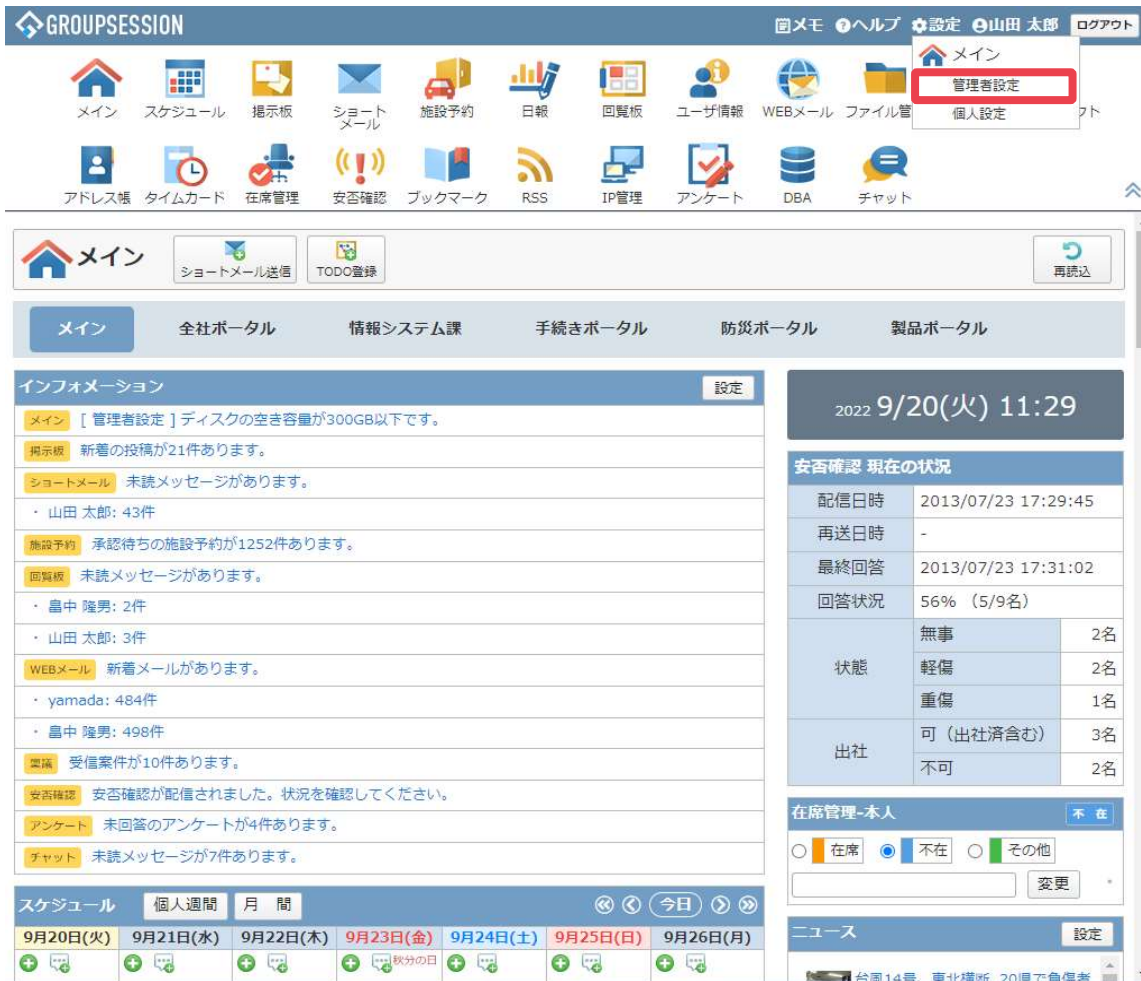 GROUPSESSION
メモ ヘルプ 設定 山田 太郎 ログアウト
メイン
管理者設定
個人設定
メイン スケジュール 掲示板 ショートメール 施設予約 日報 回覧板 ユーザ情報 WEBメール ファイル管 ト
アドレス帳 タイムカード 在席管理 安否確認 ブックマーク RSS IP管理 アンケート DBA チャット
メイン ショートメール送信 TODO登録 再読込
メイン 全社ポータル 情報システム課 手続きポータル 防災ポータル 製品ポータル
インフォメーション 設定
メイン [ 管理者設定 ] ディスクの空き容量が300GB以下です。
掲示板 新着の投稿が21件あります。
ショートメール 未読メッセージがあります。
・ 山田 太郎: 43件
施設予約 承認待ちの施設予約が1252件あります。
回覧板 未読メッセージがあります。
・ 畠中 隆男: 2件
・ 山田 太郎: 3件
WEBメール 新着メールがあります。
・ yamada: 484件
・ 畠中 隆男: 498件
稟議 受信案件が10件あります。
安否確認 安否確認が配信されました。状況を確認してください。
アンケート 未回答のアンケートが4件あります。
チャット 未読メッセージが7件あります。
スケジュール 個人週間 月 間 今日
9月20日(火) 9月21日(水) 9月22日(木) 9月23日(金) 9月24日(土) 9月25日(日) 9月26日(月)
秋分の日
2022 9/20(火) 11:29
安否確認 現在の状況
配信日時 2013/07/23 17:29:45
再送日時 -
最終回答 2013/07/23 17:31:02
回答状況 56% (5/9名)
状態 無事 2名
軽傷 2名
重傷 1名
出社 可（出社済含む） 3名
不可 2名
在席管理-本人 不 在
在席 不在 その他
変更
ニュース 設定
台風14号、東北横断 20県で負傷者